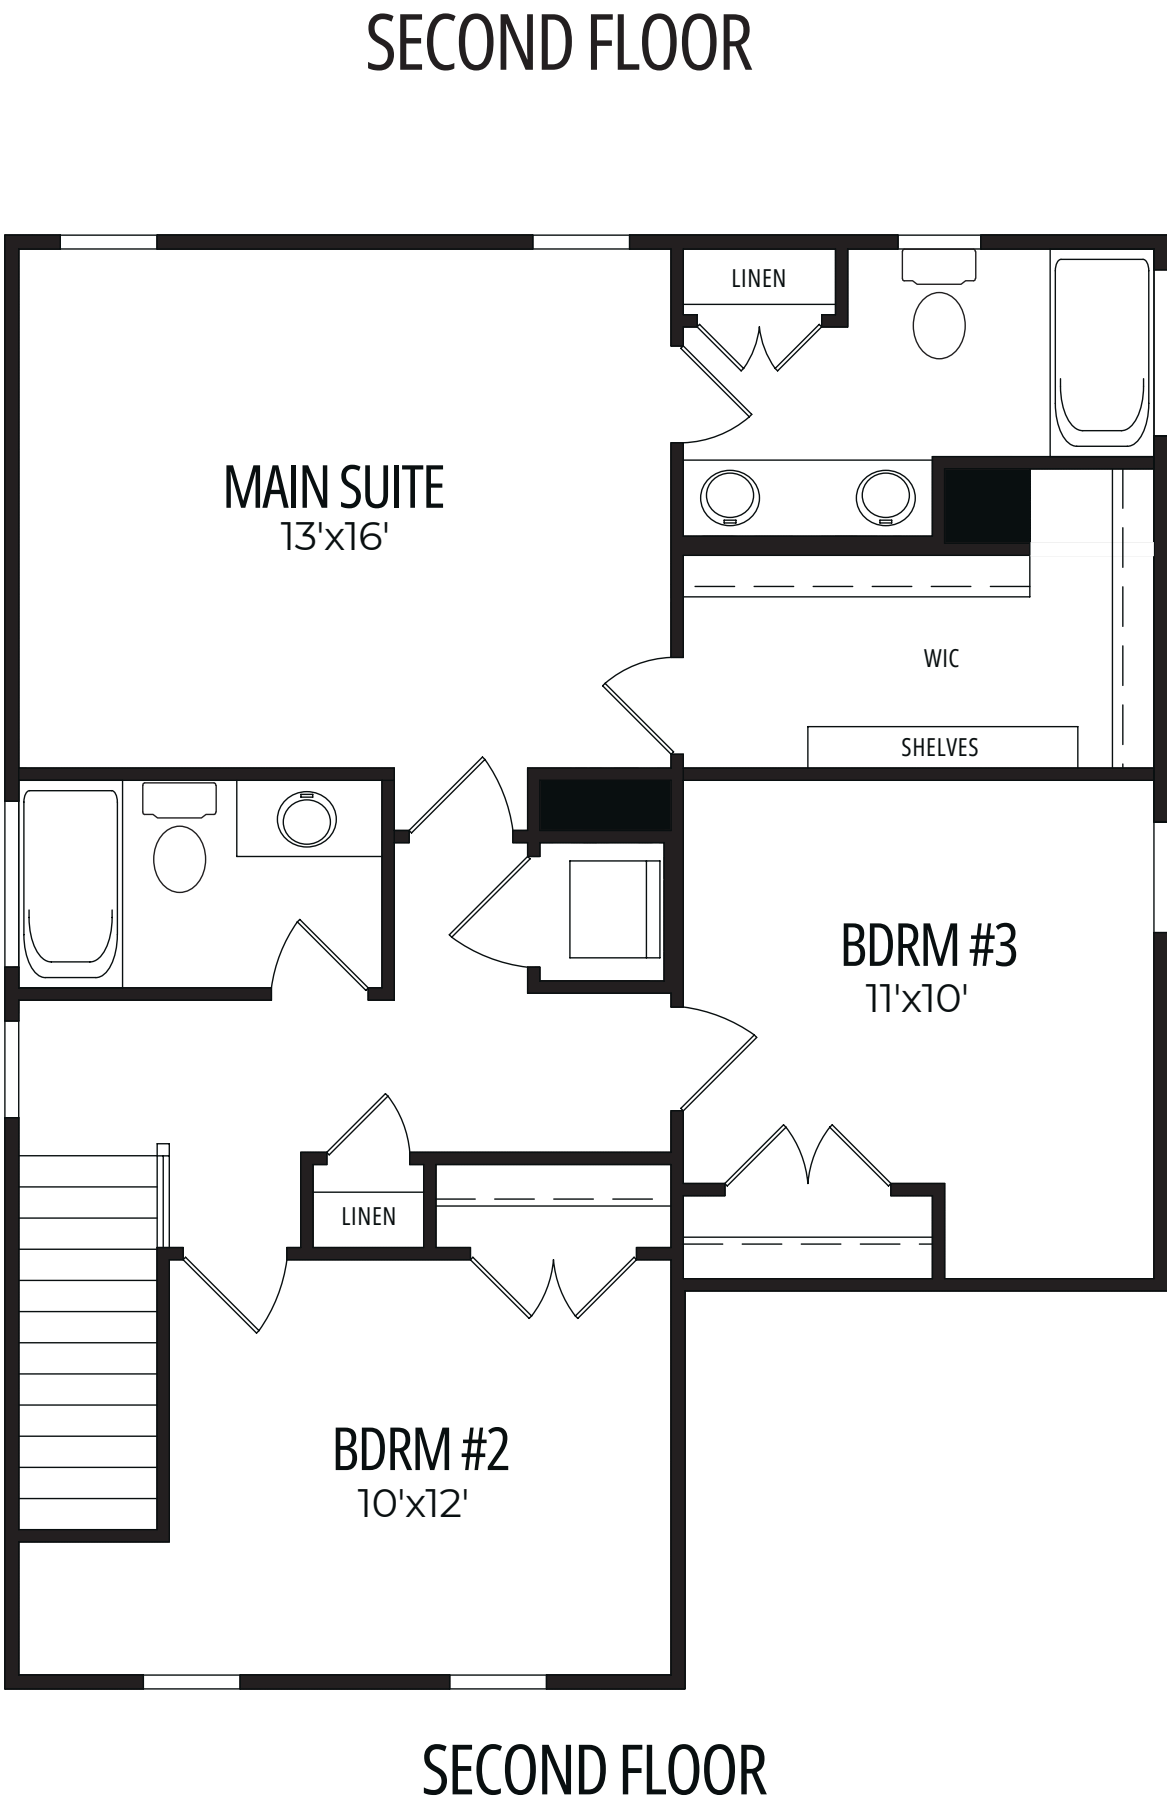 SECOND FLOOR
LINEN
MAIN SUITE
13'x16'
WIC
SHELVES
BDRM #3
11'x10'
LINEN
BDRM #2
10'x12'
SECOND FLOOR